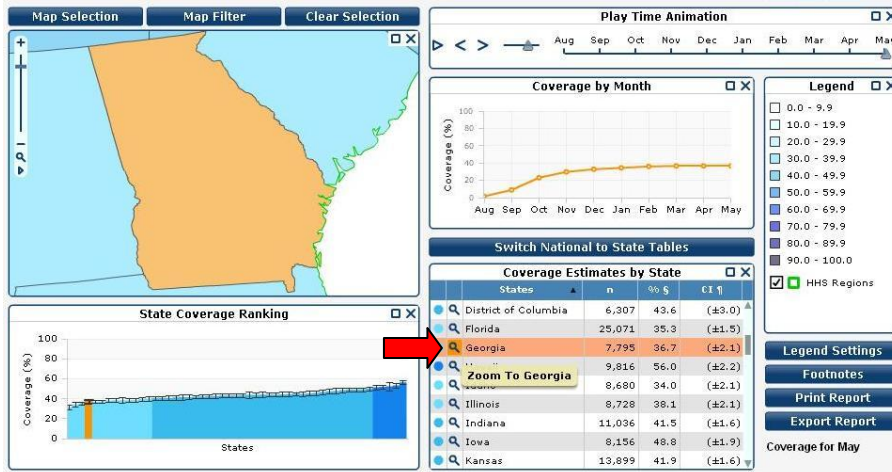 Map Selection Map Filter Clear Selection
Play Time Animation
Aug Sep Oct Nov Dec Jan Feb Mar Apr May
Coverage by Month
Coverage (%)
100
80
60
40
20
0
Aug Sep Oct Nov Dec Jan Feb Mar Apr May
Legend
0.0 - 9.9
10.0 - 19.9
20.0 - 29.9
30.0 - 39.9
40.0 - 49.9
50.0 - 59.9
60.0 - 69.9
70.0 - 79.9
80.0 - 89.9
90.0 - 100.0
HHS Regions
Switch National to State Tables
Coverage Estimates by State
States n % § CI ¶
District of Columbia 6,307 43.6 (±3.0)
Florida 25,071 35.3 (±1.5)
Georgia 7,795 36.7 (±2.1)
9,816 56.0 (±2.2)
Zoom To Georgia
8,680 34.0 (±2.1)
Illinois 8,728 38.1 (±2.1)
Indiana 11,036 41.5 (±1.6)
Iowa 8,156 48.8 (±1.9)
Kansas 13,899 41.9 (±1.6)
State Coverage Ranking
Coverage (%)
100
80
60
40
20
0
States
Legend Settings
Footnotes
Print Report
Export Report
Coverage for May